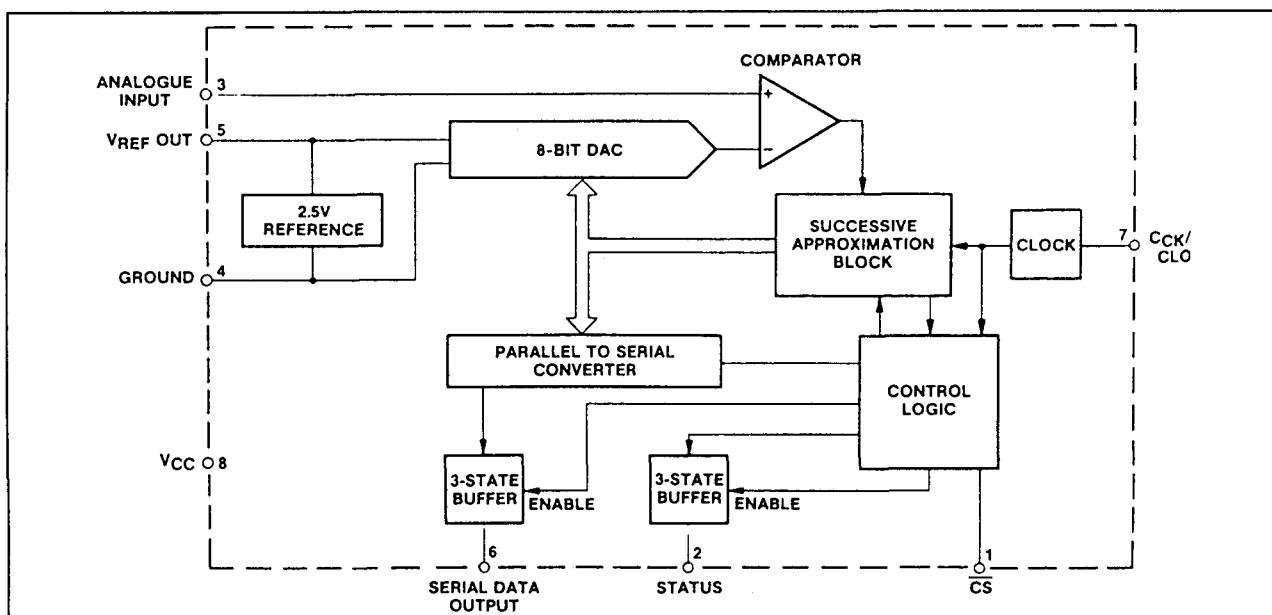 COMPARATOR
ANALOGUE
INPUT
3
+
VREF OUT
5
8-BIT DAC
−
2.5V
REFERENCE
SUCCESSIVE
APPROXIMATION
BLOCK
CLOCK
7
CCK/
CLO
GROUND
4
PARALLEL TO SERIAL
CONVERTER
CONTROL
LOGIC
VCC
8
3-STATE
BUFFER
ENABLE
3-STATE
BUFFER
ENABLE
6
2
1
SERIAL DATA
OUTPUT
STATUS
C̅S̅